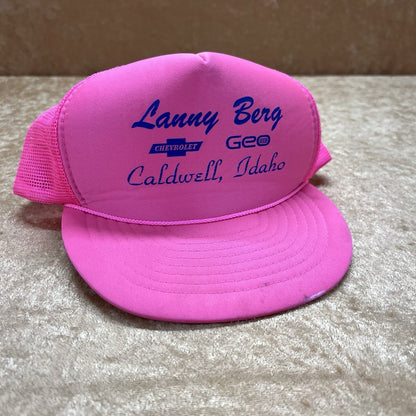 Lanny Berg
CHEVROLET Geo
Caldwell, Idaho